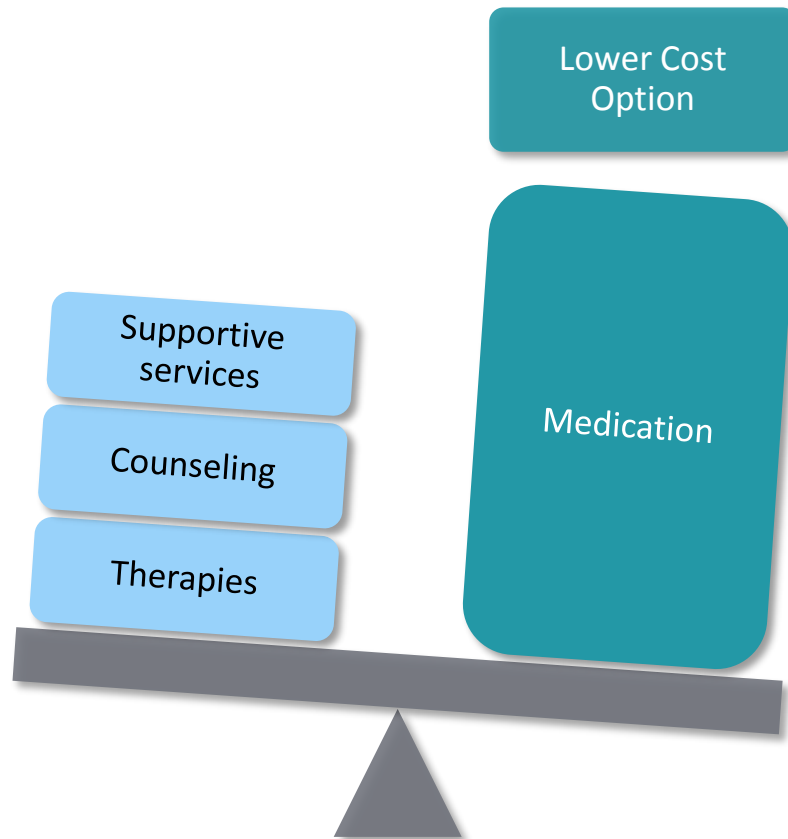 Lower Cost
Option
Supportive
services
Counseling
Therapies
Medication